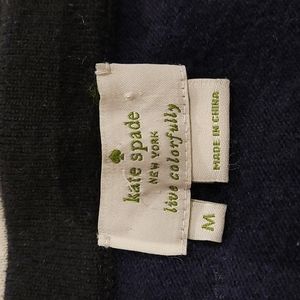 kate spade
NEW YORK
live colorfully
MADE IN CHINA
M